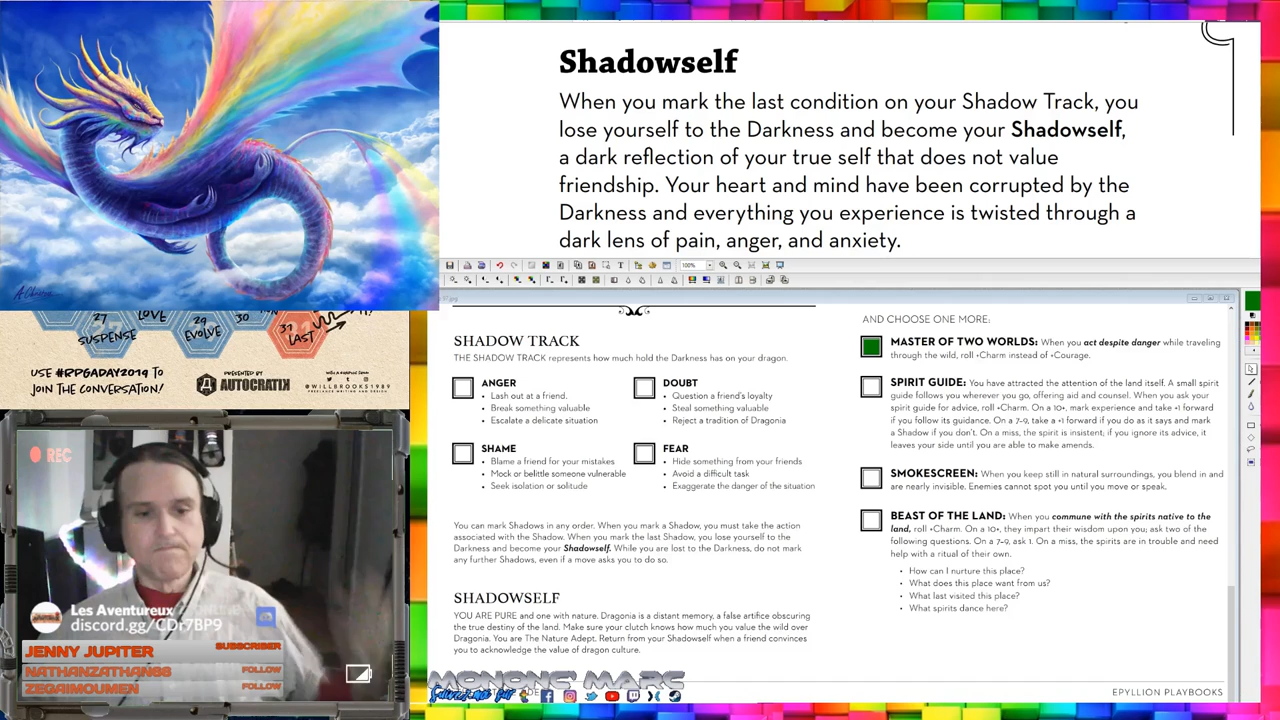 Shadowself
When you mark the last condition on your Shadow Track, you
lose yourself to the Darkness and become your Shadowself,
a dark reflection of your true self that does not value
friendship. Your heart and mind have been corrupted by the
Darkness and everything you experience is twisted through a
dark lens of pain, anger, and anxiety.
100%
SHADOW TRACK
THE SHADOW TRACK represents how much hold the Darkness has on your dragon.
ANGER
• Lash out at a friend.
• Break something valuable
• Escalate a delicate situation
DOUBT
• Question a friend's loyalty
• Steal something valuable
• Reject a tradition of Dragonia
SHAME
• Blame a friend for your mistakes
• Mock or belittle someone vulnerable
• Seek isolation or solitude
FEAR
• Hide something from your friends
• Avoid a difficult task
• Exaggerate the danger of the situation
You can mark Shadows in any order. When you mark a Shadow, you must take the action
associated with the Shadow. When you mark the last Shadow, you lose yourself to the
Darkness and become your Shadowself. While you are lost to the Darkness, do not mark
any further Shadows, even if a move asks you to do so.
SHADOWSELF
YOU ARE PURE and one with nature. Dragonia is a distant memory, a false artifice obscuring
the true destiny of the land. Make sure your clutch knows how much you value the wild over
Dragonia. You are The Nature Adept. Return from your Shadowself when a friend convinces
you to acknowledge the value of dragon culture.
AND CHOOSE ONE MORE:
MASTER OF TWO WORLDS: When you act despite danger while traveling
through the wild, roll +Charm instead of +Courage.
SPIRIT GUIDE: You have attracted the attention of the land itself. A small spirit
guide follows you wherever you go, offering aid and counsel. When you ask your
spirit guide for advice, roll +Charm. On a 10+, mark experience and take +1 forward
if you follow its guidance. On a 7–9, take a +1 forward if you do as it says and mark
a Shadow if you don't. On a miss, the spirit is insistent; if you ignore its advice, it
leaves your side until you are able to make amends.
SMOKESCREEN: When you keep still in natural surroundings, you blend in and
are nearly invisible. Enemies cannot spot you until you move or speak.
BEAST OF THE LAND: When you commune with the spirits native to the
land, roll +Charm. On a 10+, they impart their wisdom upon you; ask two of the
following questions. On a 7–9, ask 1. On a miss, the spirits are in trouble and need
help with a ritual of their own.
• How can I nurture this place?
• What does this place want from us?
• What last visited this place?
• What spirits dance here?
EPYLLION PLAYBOOKS
27
SUSPENSE
LOVE
29
EVOLVE
30
31
LAST
USE #RPGADAY2019 TO
JOIN THE CONVERSATION!
PRESENTED BY
AUTOCRATIK
@WILLBROOKS1989
REC
Les Aventureux
discord.gg/CDr7BP9
JENNY JUPITER
SUBSCRIBER
NATHANZATHAN88
FOLLOW
ZEGAIMOUMEN
FOLLOW
MONONC' MARC